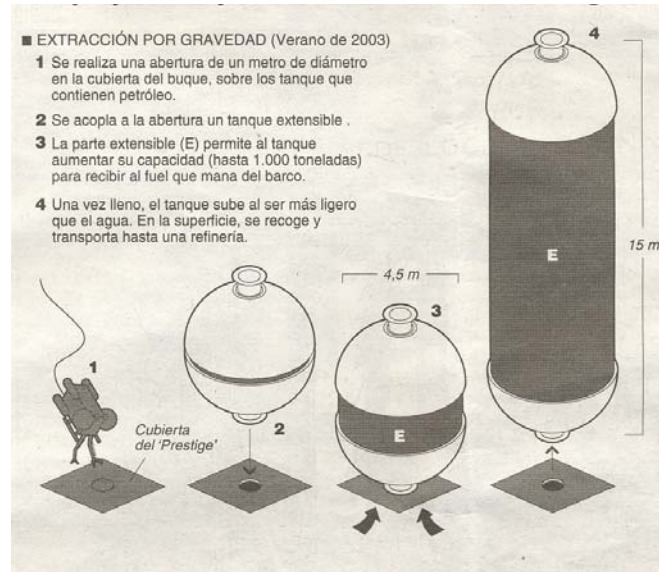 ■ EXTRACCIÓN POR GRAVEDAD (Verano de 2003)
1 Se realiza una abertura de un metro de diámetro
en la cubierta del buque, sobre los tanque que
contienen petróleo.
2 Se acopla a la abertura un tanque extensible .
3 La parte extensible (E) permite al tanque
aumentar su capacidad (hasta 1.000 toneladas)
para recibir al fuel que mana del barco.
4 Una vez lleno, el tanque sube al ser más ligero
que el agua. En la superficie, se recoge y
transporta hasta una refinería.
4
E
15 m
4,5 m
3
E
1
2
Cubierta
del 'Prestige'